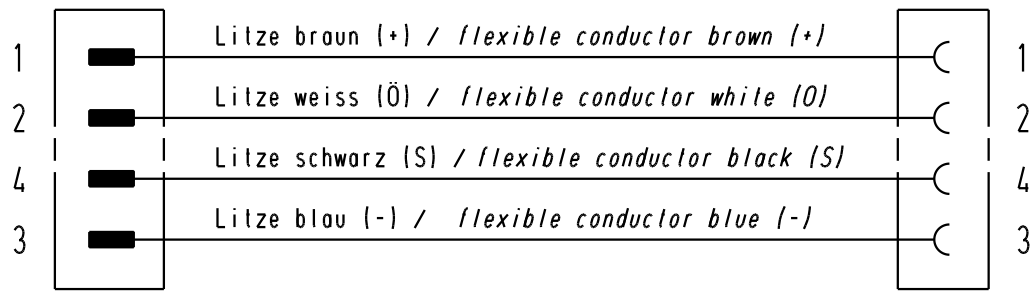 1 Litze braun (+) / flexible conductor brown (+) 1
2 Litze weiss (Ö) / flexible conductor white (O) 2
4 Litze schwarz (S) / flexible conductor black (S) 4
3 Litze blau (-) / flexible conductor blue (-) 3